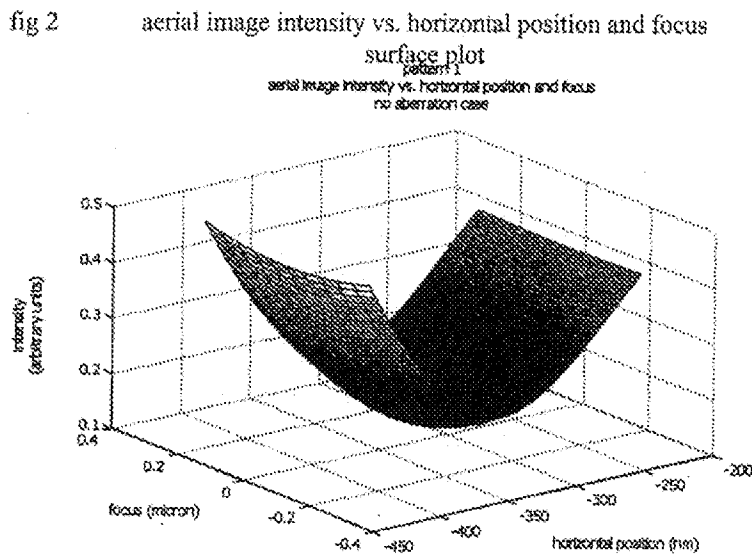 fig 2 aerial image intensity vs. horizontal position and focus
surface plot
pattern 1
aerial image intensity vs. horizontal position and focus
no aberration case
0.5
0.4
0.3
0.2
0.1
intensity
(arbitrary units)
0.4
0.2
0
-0.2
-0.4
focus (micron)
-450
-400
-350
-300
-250
-200
horizontal position (nm)